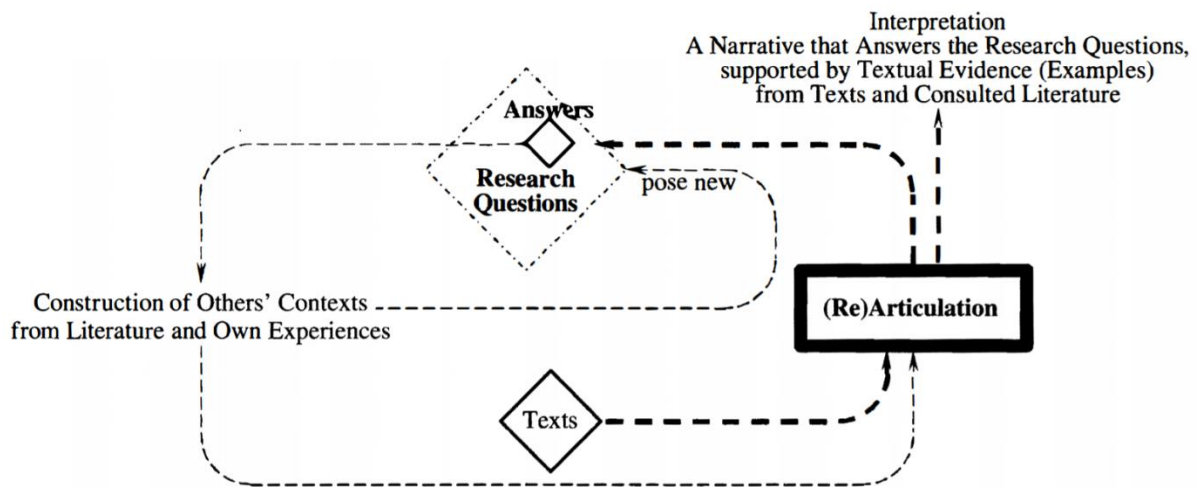 Interpretation
A Narrative that Answers the Research Questions,
supported by Textual Evidence (Examples)
from Texts and Consulted Literature
Answers
Research
Questions
pose new
Construction of Others' Contexts
from Literature and Own Experiences
(Re)Articulation
Texts